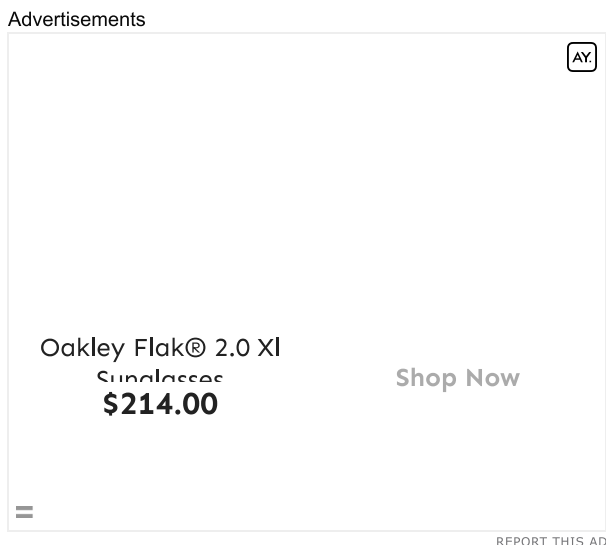 Advertisements
AY.
Oakley Flak® 2.0 Xl
Sunglasses
$214.00
Shop Now
REPORT THIS AD